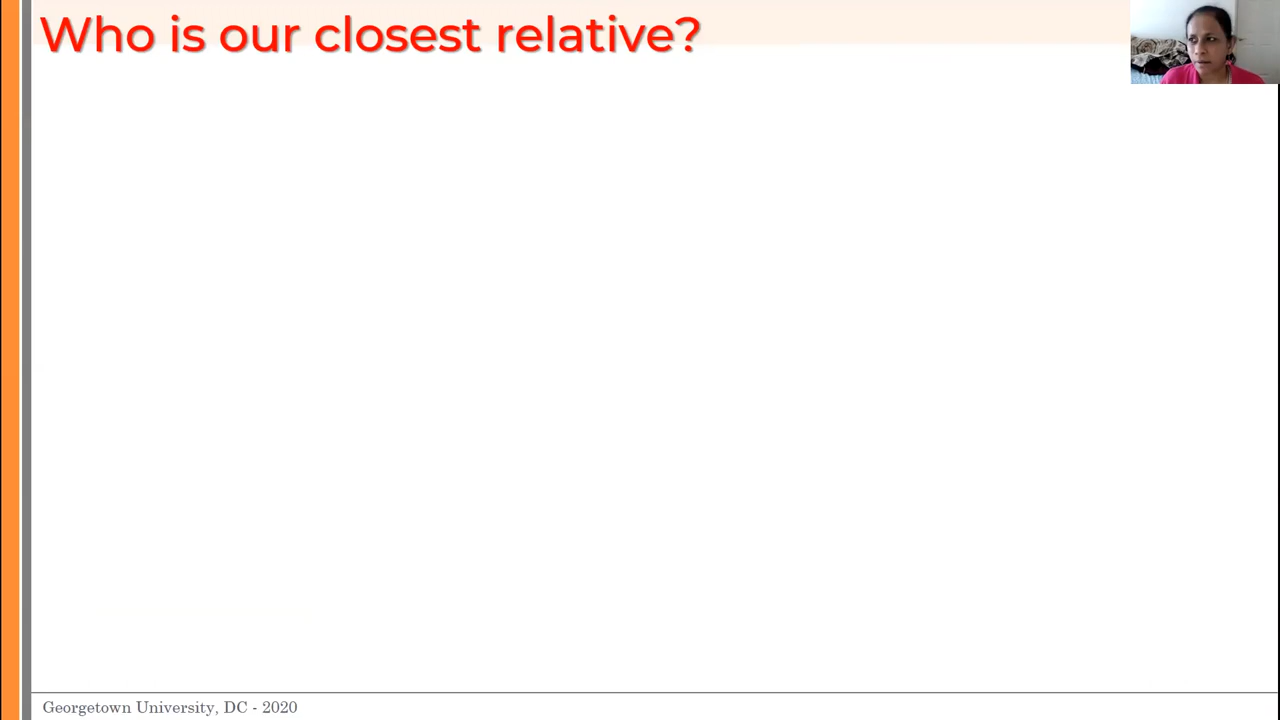 Who is our closest relative?
Georgetown University, DC - 2020